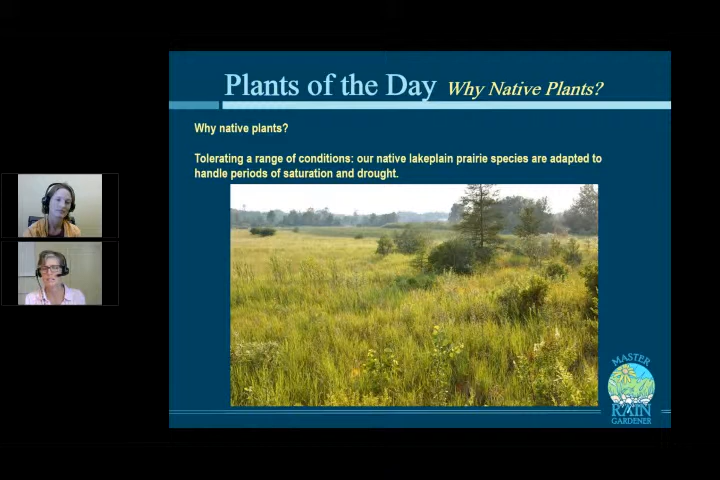 Plants of the Day Why Native Plants?
Why native plants?
Tolerating a range of conditions: our native lakeplain prairie species are adapted to
handle periods of saturation and drought.
MASTER
RAIN
GARDENER